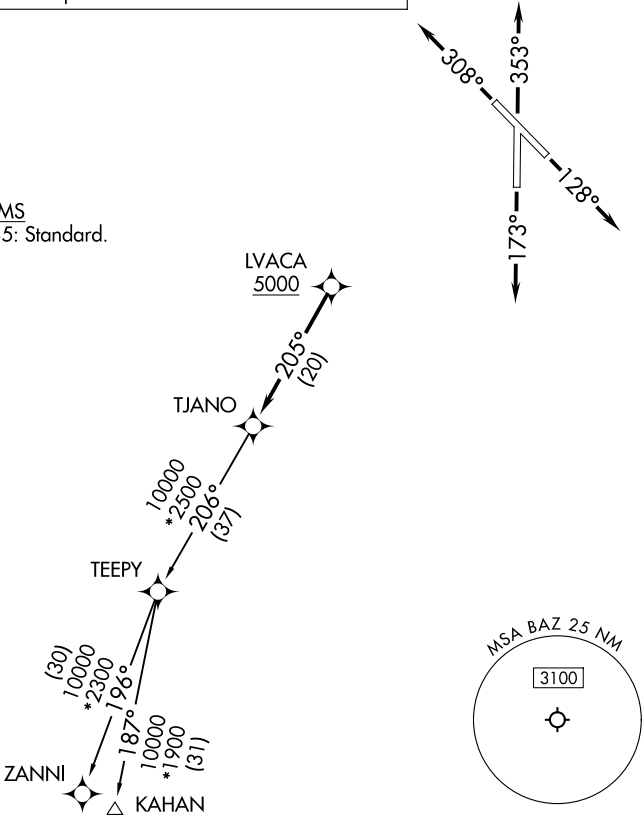 308°
353°
128°
173°
MS
5: Standard.
LVACA
5000
205°
(20)
TJANO
10000
*2500
206°
(37)
TEEPY
(30)
10000
*2300
196°
187°
10000
*1900
(31)
ZANNI
KAHAN
MSA BAZ 25 NM
3100